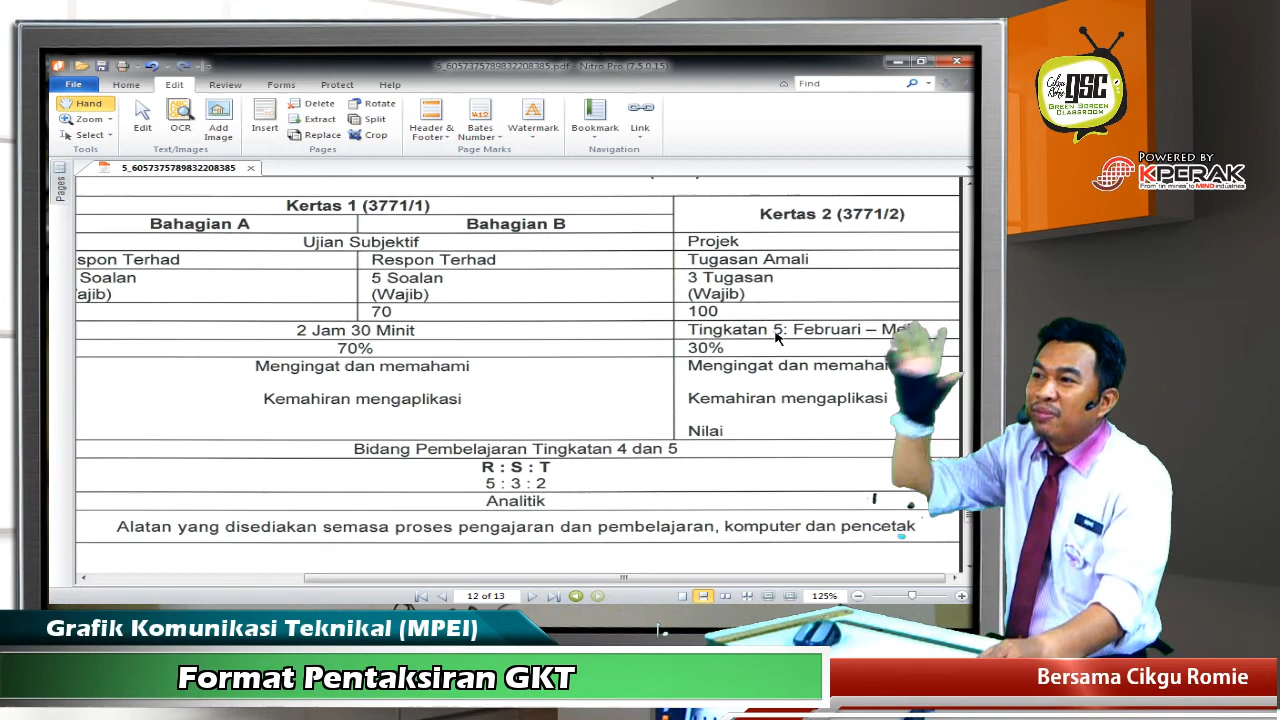 5_6057375789832208385.pdf - Nitro Pro (7.5.0.15)
File Home Edit Review Forms Protect Help Find
Hand
Zoom
Select
Tools
Edit
OCR
Add Image
Text/Images
Insert
Delete
Extract
Replace
Rotate
Split
Crop
Pages
Header & Footer
Bates Number
Watermark
Page Marks
Bookmark
Link
Navigation
5_6057375789832208385
Pages
Kertas 1 (3771/1)
Kertas 2 (3771/2)
Bahagian A Bahagian B
Ujian Subjektif Projek
spon Terhad Respon Terhad Tugasan Amali
Soalan 5 Soalan 3 Tugasan
ajib) (Wajib) (Wajib)
70 100
2 Jam 30 Minit Tingkatan 5: Februari –
70% 30%
Mengingat dan memahami Mengingat dan
Kemahiran mengaplikasi Kemahiran mengaplikasi
Nilai
Bidang Pembelajaran Tingkatan 4 dan 5
R : S : T
5 : 3 : 2
Analitik
Alatan yang disediakan semasa proses pengajaran dan pembelajaran, komputer dan pencetak
12 of 13
125%
GSC
GREEN SCREEN
CLASSROOM
POWERED BY
KPERAK
From tin mines to MIND industries
Grafik Komunikasi Teknikal (MPEI)
Format Pentaksiran GKT
Bersama Cikgu Romie